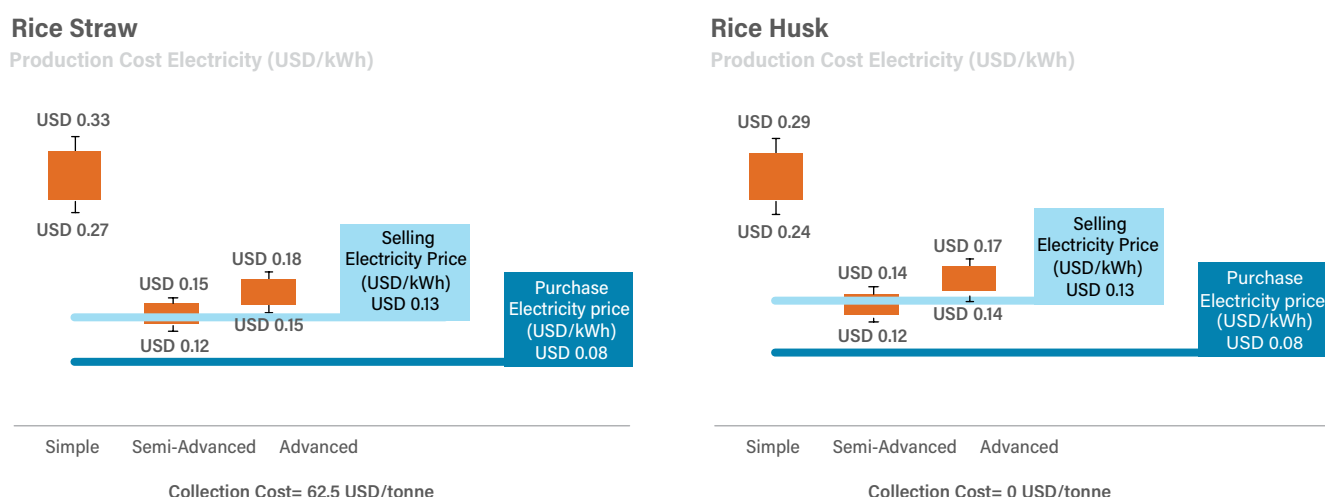 Rice Straw
Production Cost Electricity (USD/kWh)
USD 0.33
USD 0.27
USD 0.15
USD 0.12
USD 0.18
USD 0.15
Selling
Electricity Price
(USD/kWh)
USD 0.13
Purchase
Electricity price
(USD/kWh)
USD 0.08
Simple
Semi-Advanced
Advanced
Collection Cost= 62.5 USD/tonne
Rice Husk
Production Cost Electricity (USD/kWh)
USD 0.29
USD 0.24
USD 0.14
USD 0.12
USD 0.17
USD 0.14
Selling
Electricity Price
(USD/kWh)
USD 0.13
Purchase
Electricity price
(USD/kWh)
USD 0.08
Simple
Semi-Advanced
Advanced
Collection Cost= 0 USD/tonne